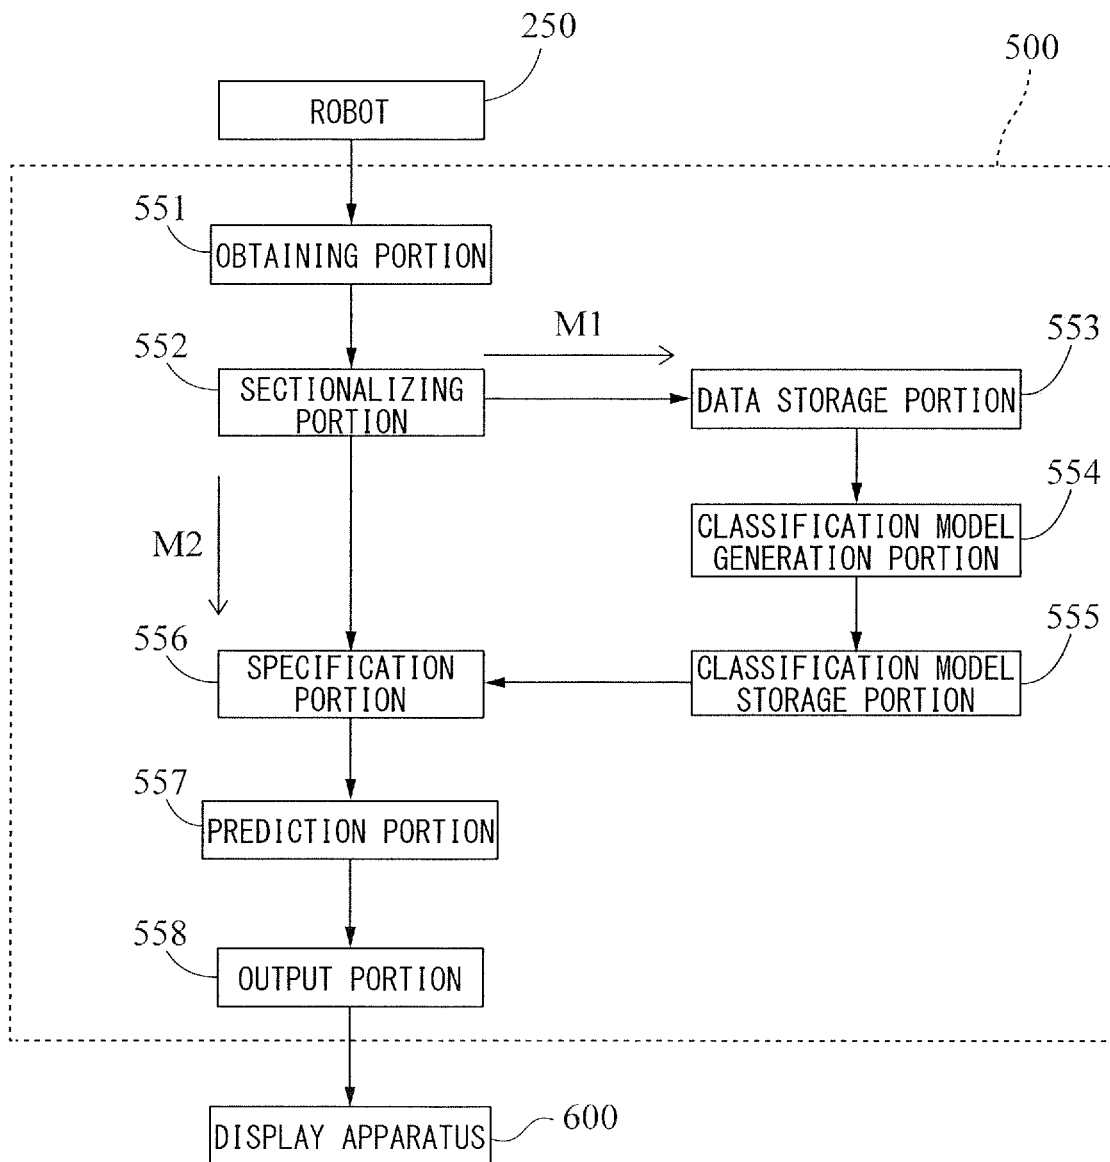 250
500
ROBOT
551
OBTAINING PORTION
M1
552
553
SECTIONALIZING
PORTION
DATA STORAGE PORTION
554
CLASSIFICATION MODEL
GENERATION PORTION
M2
555
556
SPECIFICATION
PORTION
CLASSIFICATION MODEL
STORAGE PORTION
557
PREDICTION PORTION
558
OUTPUT PORTION
600
DISPLAY APPARATUS